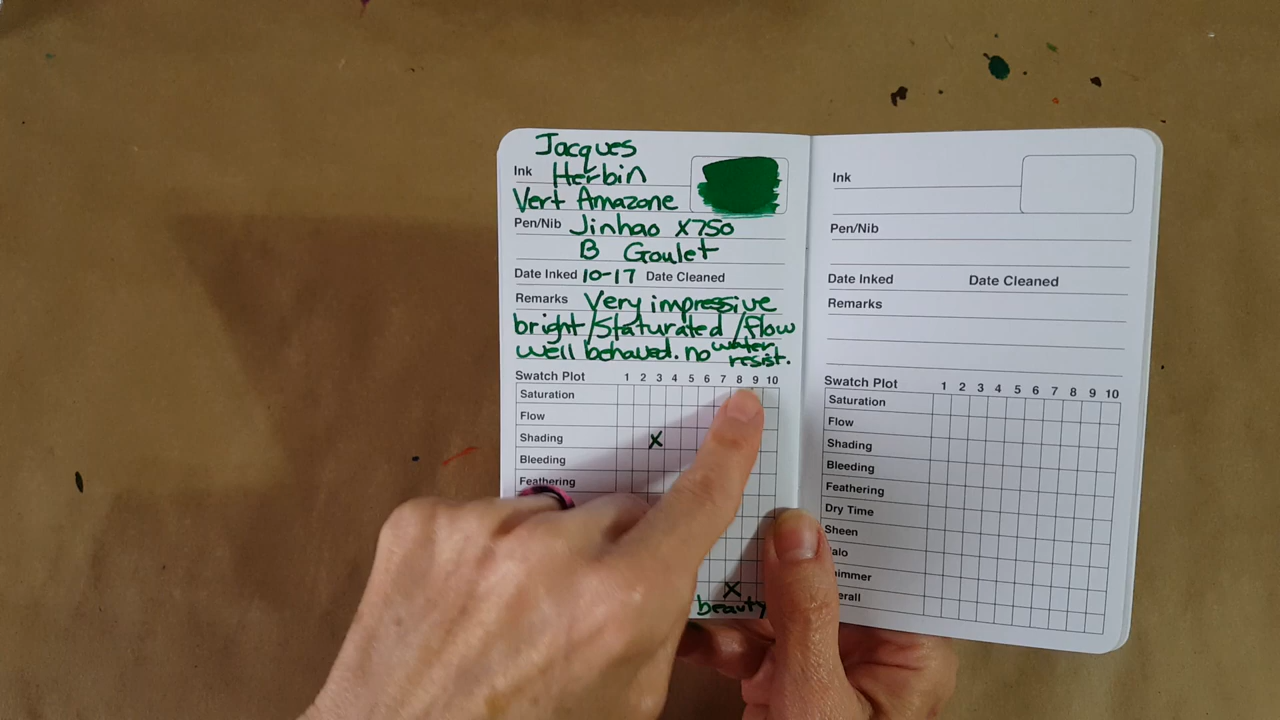 Jacques
Ink Herbin
Vert Amazone
Pen/Nib Jinhao X750
B Goulet
Date Inked 10-17 Date Cleaned
Remarks Very impressive
bright/Staturated/flow
well behaved. no water resist.
Swatch Plot 1 2 3 4 5 6 7 8 9 10
Saturation
Flow
Shading X
Bleeding
Feathering
X
beauty
Ink
Pen/Nib
Date Inked Date Cleaned
Remarks
Swatch Plot 1 2 3 4 5 6 7 8 9 10
Saturation
Flow
Shading
Bleeding
Feathering
Dry Time
Sheen
alo
immer
erall